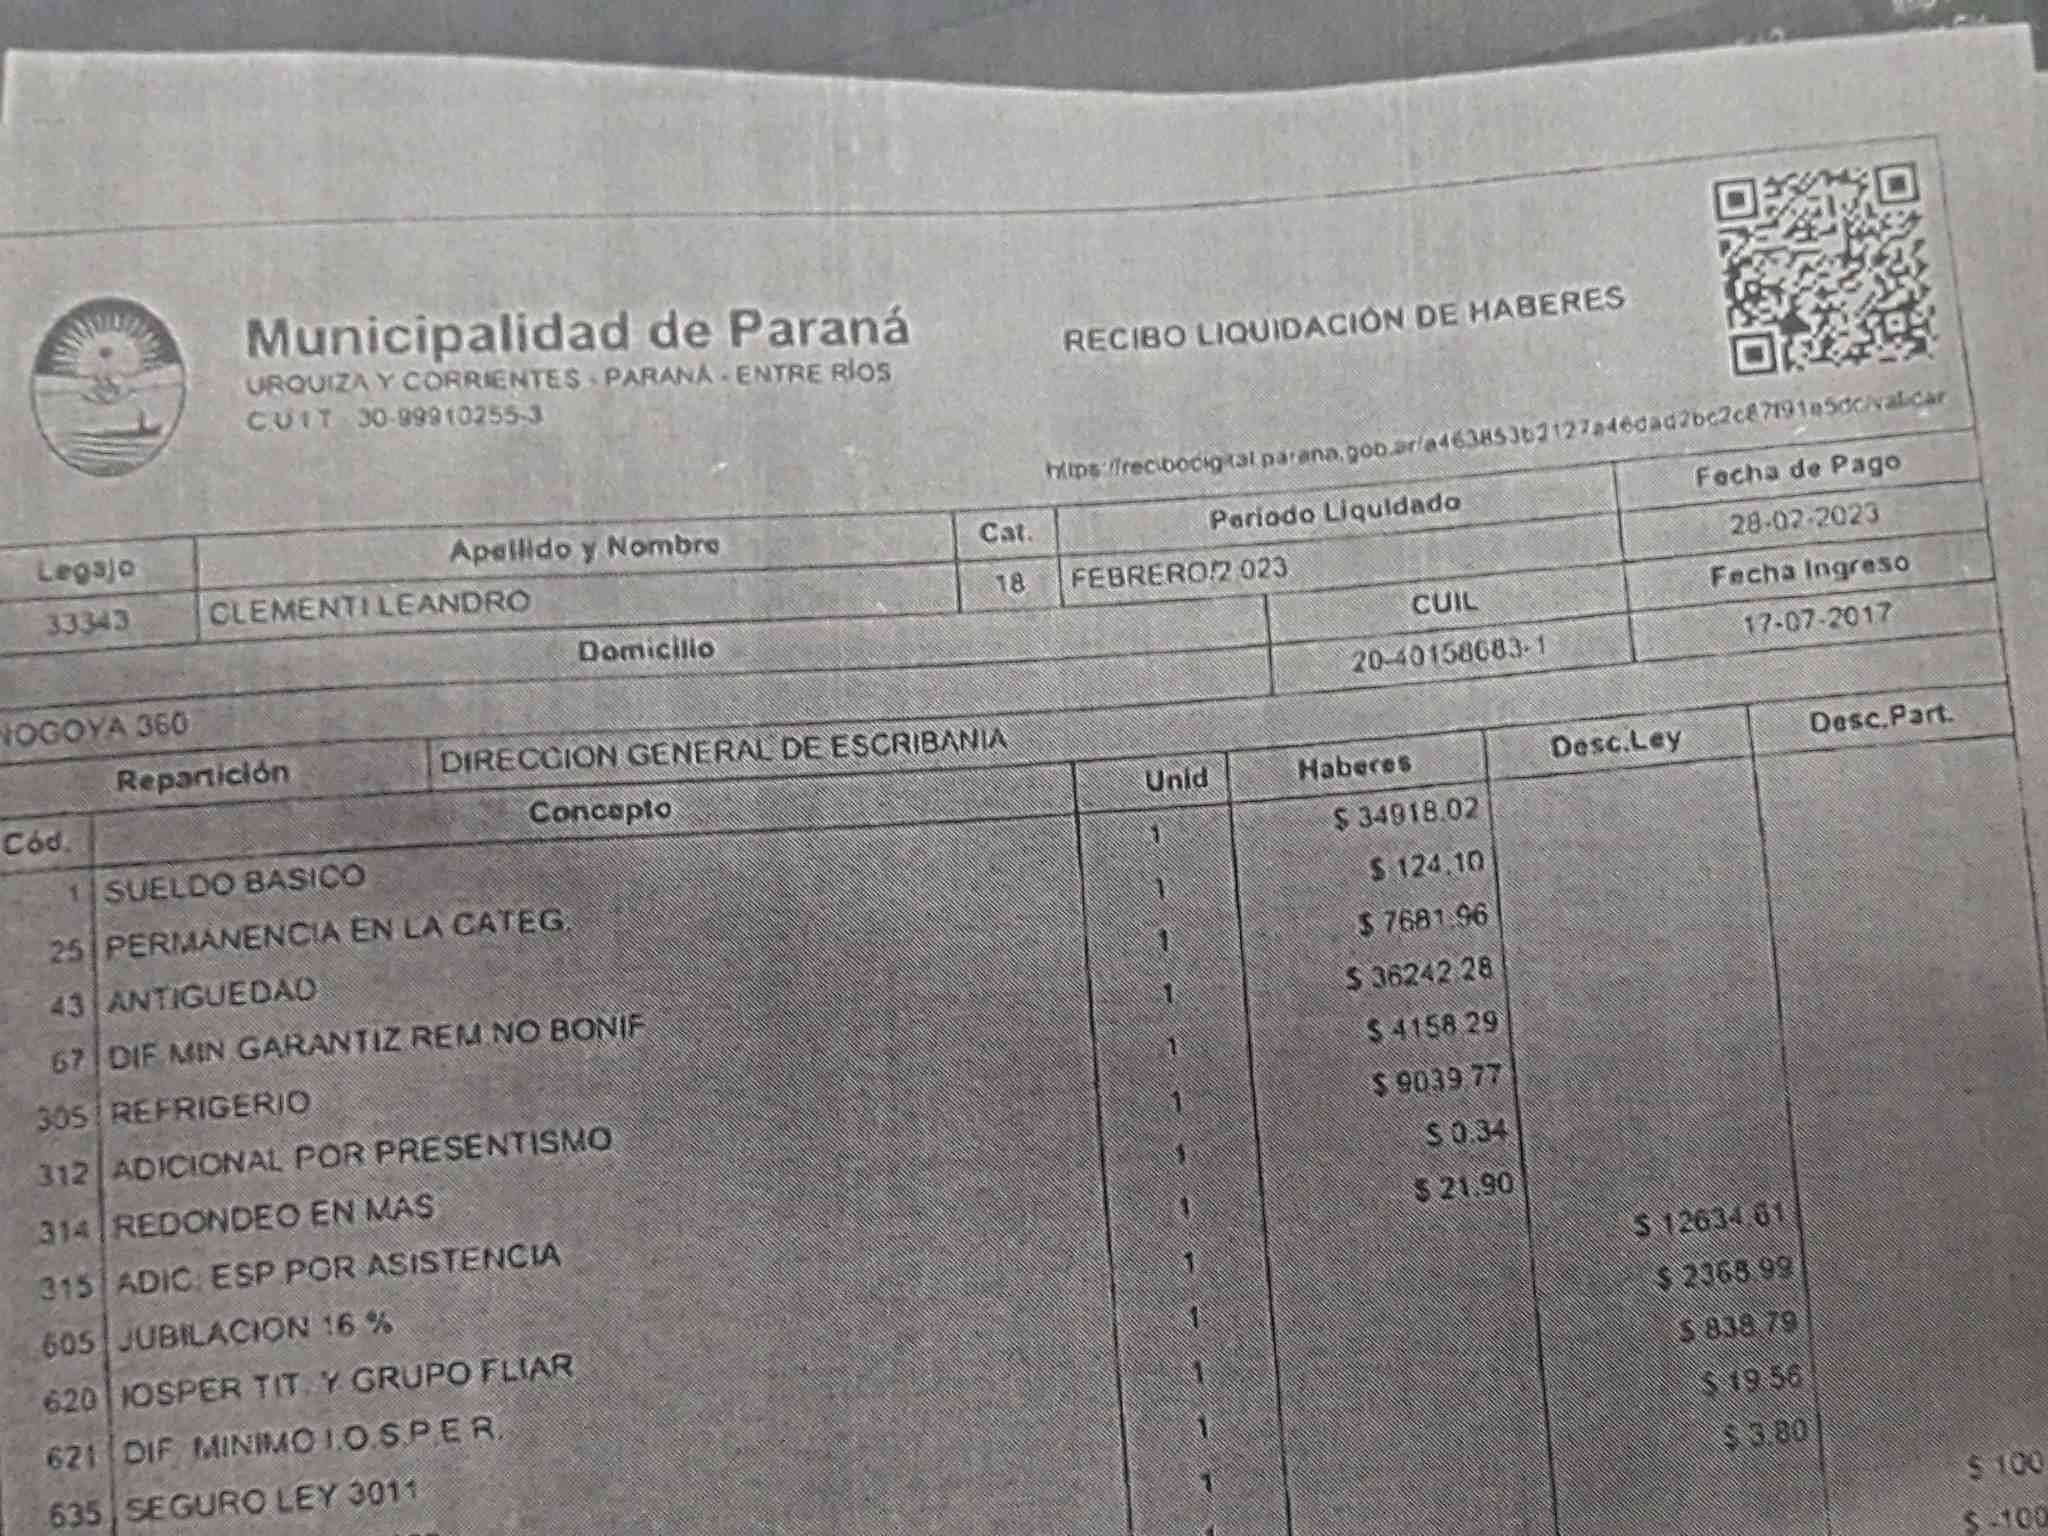 Municipalidad de Paraná
URQUIZA Y CORRIENTES - PARANÁ - ENTRE RÍOS
C U I T 30-99910255-3
RECIBO LIQUIDACIÓN DE HABERES
Legajo Apellido y Nombre Cat. Periodo Liquidado Fecha de Pago
33343 CLEMENTI LEANDRO 18 FEBRERO/2 023 28-02-2023
Domicilio CUIL Fecha Ingreso
NOGOYA 360 20-40158683-1 17-07-2017
Repartición DIRECCION GENERAL DE ESCRIBANIA
Cód. Concepto Unid Haberes Desc.Ley Desc.Part.
1 SUELDO BASICO 1 $ 34918.02
25 PERMANENCIA EN LA CATEG. 1 $ 124.10
43 ANTIGUEDAD 1 $ 7681.96
67 DIF MIN GARANTIZ REM NO BONIF 1 $ 36242.28
305 REFRIGERIO 1 $ 4158.29
312 ADICIONAL POR PRESENTISMO 1 $ 9039.77
314 REDONDEO EN MAS 1 $ 0.34
315 ADIC. ESP POR ASISTENCIA 1 $ 21.90
605 JUBILACION 16 % 1 $ 12634.61
620 IOSPER TIT. Y GRUPO FLIAR 1 $ 2368.99
621 DIF. MINIMO I.O.S.P.E R. 1 $ 838.79
635 SEGURO LEY 3011 1 $ 19.56
1 $ 3.80
$ 100
$ -100